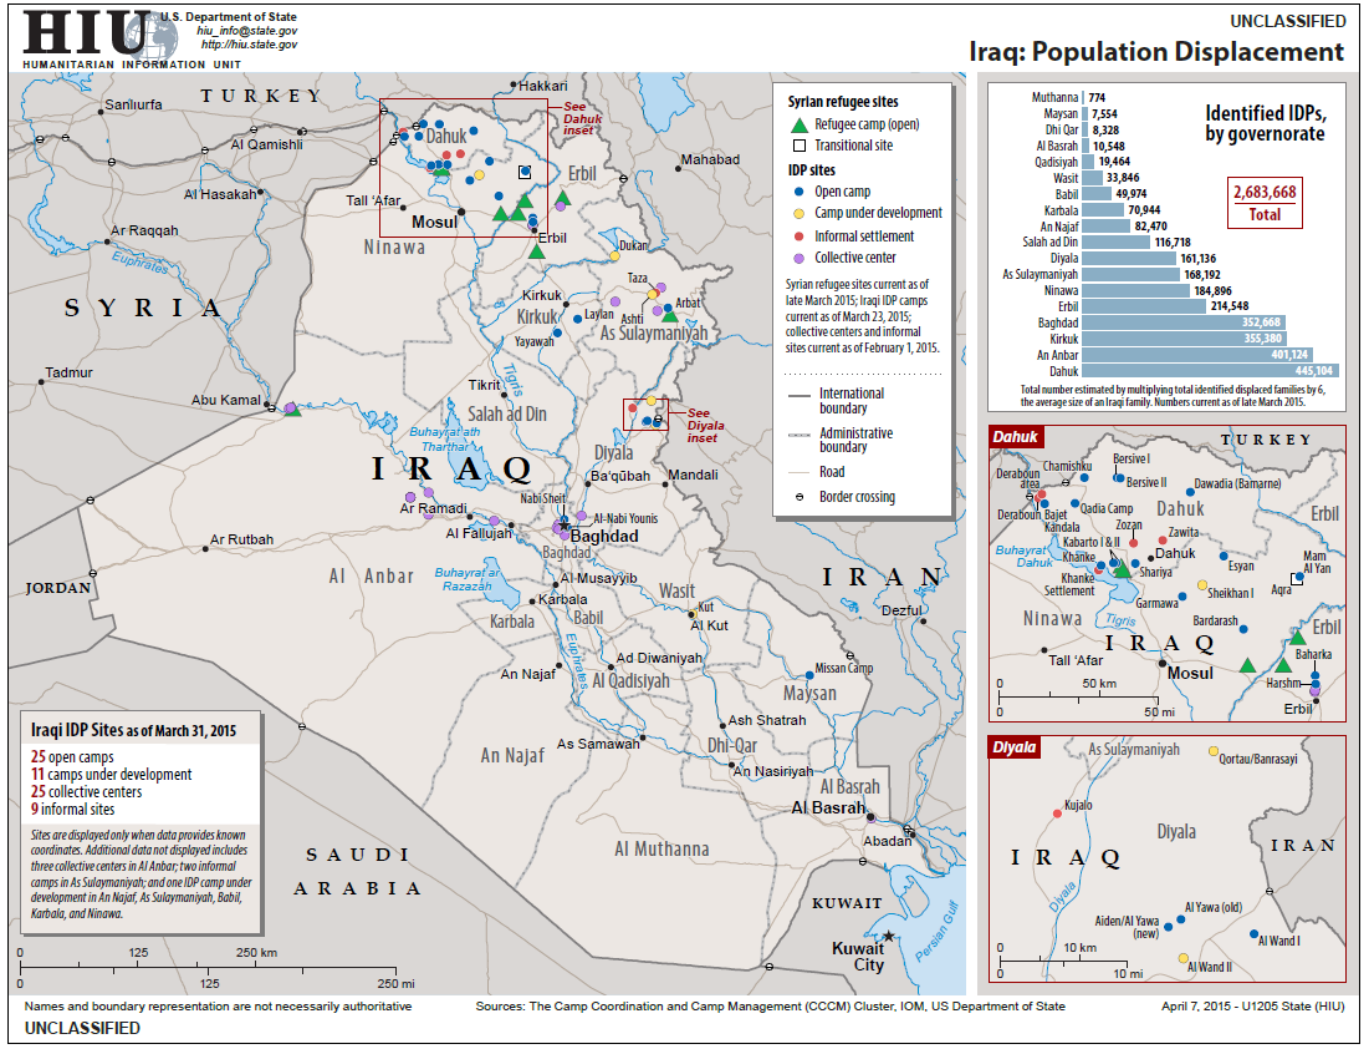 HIU
U.S. Department of State
hiu_info@state.gov
http://hiu.state.gov
HUMANITARIAN INFORMATION UNIT
UNCLASSIFIED
Iraq: Population Displacement
TURKEY
Hakkari
Sanlıurfa
Al Qamishli
See
Dahuk
inset
Dahuk
Erbil
Mahabad
Al Hasakah
Tall ‘Afar
Mosul
Ar Raqqah
Ninawa
Erbil
Euphrates
Dukan
Taza
SYRIA
Kirkuk
Kirkuk
Laylan
Ashti
Arbat
As Sulaymaniyah
Yayawah
Tadmur
Tigris
Tikrit
Abu Kamal
Salah ad Din
See
Diyala
inset
Buhayrat ath
Tharthar
Diyala
IRAQ
Ba'qūbah
Mandali
Nabi Sheit
Ar Ramadi
Al-Nabi Younis
Al Fallujah
Baghdad
Ar Rutbah
Baghdad
Al Anbar
Buhayrat ar
Razazah
Al Musayyib
Wasit
IRAN
JORDAN
Karbala
Kut
Dezful
Karbala
Babil
Al Kut
Euphrates
An Najaf
Ad Diwaniyah
Missan Camp
Al Qadisiyah
Maysan
Ash Shatrah
As Samawah
Dhi-Qar
An Najaf
An Nasiriyah
Al Basrah
Al Basrah
Abadan
Al Muthanna
SAUDI
ARABIA
KUWAIT
Kuwait
City
Persian Gulf
Syrian refugee sites
Refugee camp (open)
Transitional site
IDP sites
Open camp
Camp under development
Informal settlement
Collective center
Syrian refugee sites current as of
late March 2015; Iraqi IDP camps
current as of March 23, 2015;
collective centers and informal
sites current as of February 1, 2015.
International
boundary
Administrative
boundary
Road
Border crossing
Iraqi IDP Sites as of March 31, 2015
25 open camps
11 camps under development
25 collective centers
9 informal sites
Sites are displayed only when data provides known
coordinates. Additional data not displayed includes
three collective centers in Al Anbar; two informal
camps in As Sulaymaniyah; and one IDP camp under
development in An Najaf, As Sulaymaniyah, Babil,
Karbala, and Ninawa.
0 125 250 km
0 125 250 mi
Identified IDPs,
by governorate
Muthanna 774
Maysan 7,554
Dhi Qar 8,328
Al Basrah 10,548
Qadisiyah 19,464
Wasit 33,846
Babil 49,974
Karbala 70,944
An Najaf 82,470
Salah ad Din 116,718
Diyala 161,136
As Sulaymaniyah 168,192
Ninawa 184,896
Erbil 214,548
Baghdad 352,668
Kirkuk 355,380
An Anbar 401,124
Dahuk 445,104
2,683,668
Total
Total number estimated by multiplying total identified displaced families by 6,
the average size of an Iraqi family. Numbers current as of late March 2015.
Dahuk
TURKEY
Bersive I
Chamishku
Deraboun
area
Bersive II
Dawadia (Bamarne)
Dahuk
Qadia Camp
Deraboun Bajet
Kandala
Zozan
Erbil
Zawita
Kabarto I & II
Buhayrat
Dahuk
Khanke
Dahuk
Mam
Al Yan
Shariya
Esyan
Khanke
Settlement
Aqra
Sheikhan I
Garmawa
Ninawa
Tigris
Bardarash
Erbil
IRAQ
Baharka
Tall ‘Afar
Mosul
Harshm
Erbil
0 50 km
0 50 mi
Diyala
As Sulaymaniyah
Qortau/Banrasayi
Kujalo
Diyala
IRAQ
IRAN
Diyala
Al Yawa (old)
Aiden/Al Yawa
(new)
Al Wand I
Al Wand II
0 10 km
0 10 mi
Names and boundary representation are not necessarily authoritative
Sources: The Camp Coordination and Camp Management (CCCM) Cluster, IOM, US Department of State
April 7, 2015 - U1205 State (HIU)
UNCLASSIFIED